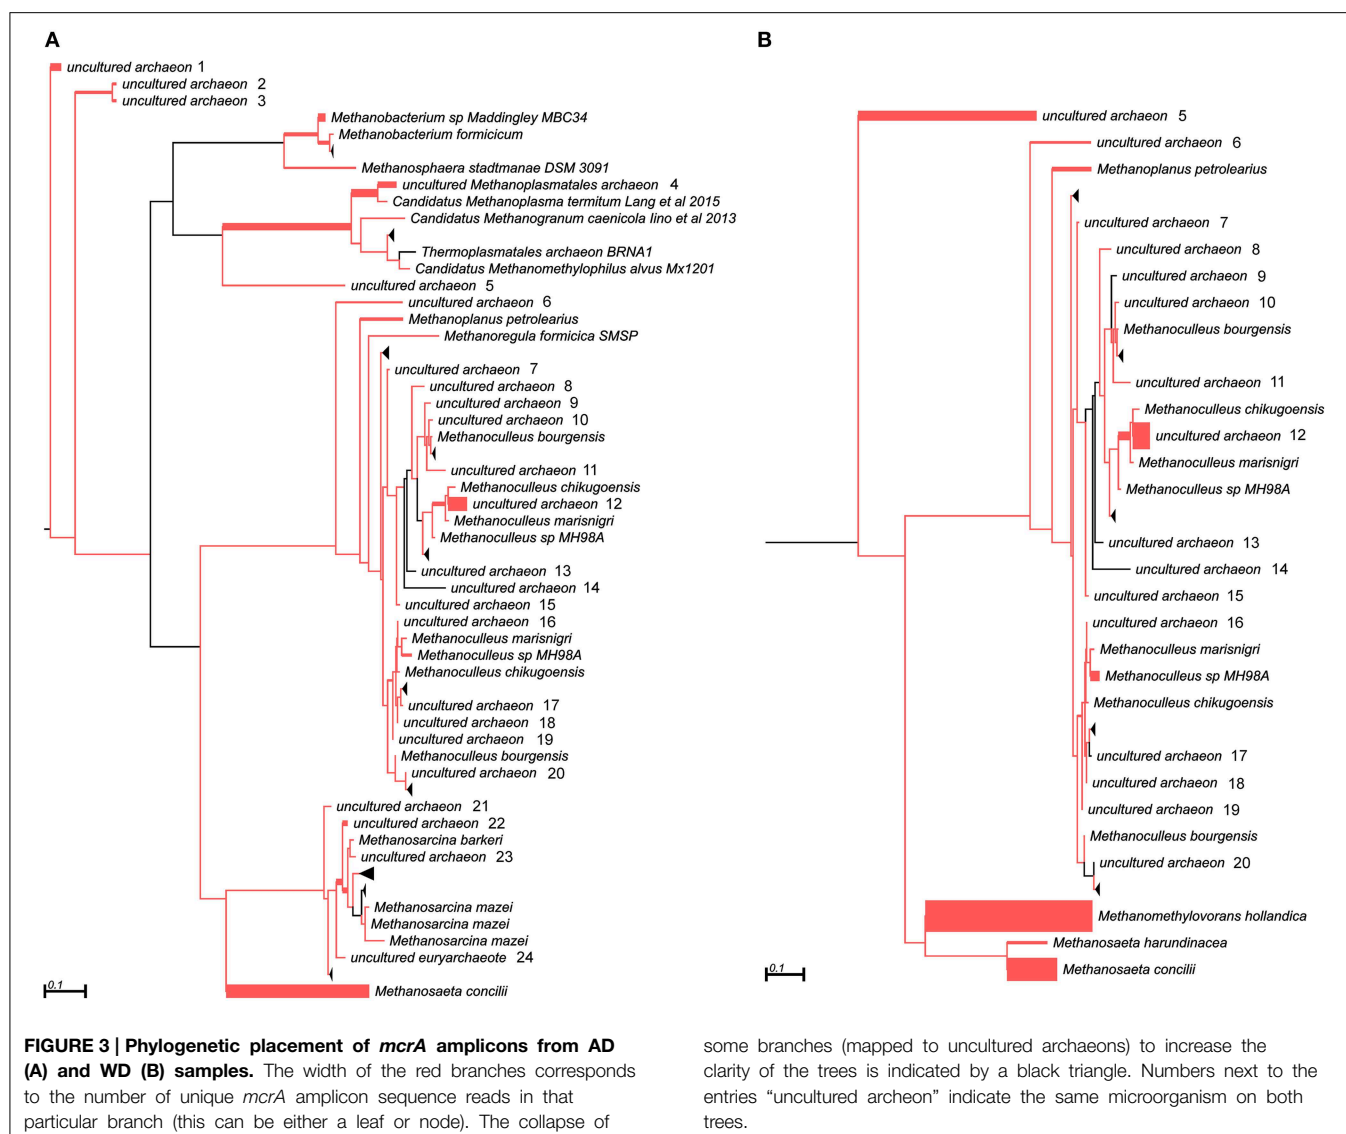 A
uncultured archaeon 1
uncultured archaeon 2
uncultured archaeon 3
Methanobacterium sp Maddingley MBC34
Methanobacterium formicicum
Methanosphaera stadtmanae DSM 3091
uncultured Methanoplasmatales archaeon 4
Candidatus Methanoplasma termitum Lang et al 2015
Candidatus Methanogranum caenicola Iino et al 2013
Thermoplasmatales archaeon BRNA1
Candidatus Methanomethylophilus alvus Mx1201
uncultured archaeon 5
uncultured archaeon 6
Methanoplanus petrolearius
Methanoregula formicica SMSP
uncultured archaeon 7
uncultured archaeon 8
uncultured archaeon 9
uncultured archaeon 10
Methanoculleus bourgensis
uncultured archaeon 11
Methanoculleus chikugoensis
uncultured archaeon 12
Methanoculleus marisnigri
Methanoculleus sp MH98A
uncultured archaeon 13
uncultured archaeon 14
uncultured archaeon 15
uncultured archaeon 16
Methanoculleus marisnigri
Methanoculleus sp MH98A
Methanoculleus chikugoensis
uncultured archaeon 17
uncultured archaeon 18
uncultured archaeon 19
Methanoculleus bourgensis
uncultured archaeon 20
uncultured archaeon 21
uncultured archaeon 22
Methanosarcina barkeri
uncultured archaeon 23
Methanosarcina mazei
Methanosarcina mazei
Methanosarcina mazei
uncultured euryarchaeote 24
Methanosaeta concilii
0.1
B
uncultured archaeon 5
uncultured archaeon 6
Methanoplanus petrolearius
uncultured archaeon 7
uncultured archaeon 8
uncultured archaeon 9
uncultured archaeon 10
Methanoculleus bourgensis
uncultured archaeon 11
Methanoculleus chikugoensis
uncultured archaeon 12
Methanoculleus marisnigri
Methanoculleus sp MH98A
uncultured archaeon 13
uncultured archaeon 14
uncultured archaeon 15
uncultured archaeon 16
Methanoculleus marisnigri
Methanoculleus sp MH98A
Methanoculleus chikugoensis
uncultured archaeon 17
uncultured archaeon 18
uncultured archaeon 19
Methanoculleus bourgensis
uncultured archaeon 20
Methanomethylovorans hollandica
Methanosaeta harundinacea
Methanosaeta concilii
0.1
FIGURE 3 | Phylogenetic placement of mcrA amplicons from AD
(A) and WD (B) samples. The width of the red branches corresponds
to the number of unique mcrA amplicon sequence reads in that
particular branch (this can be either a leaf or node). The collapse of
some branches (mapped to uncultured archaeons) to increase the
clarity of the trees is indicated by a black triangle. Numbers next to the
entries “uncultured archeon” indicate the same microorganism on both
trees.